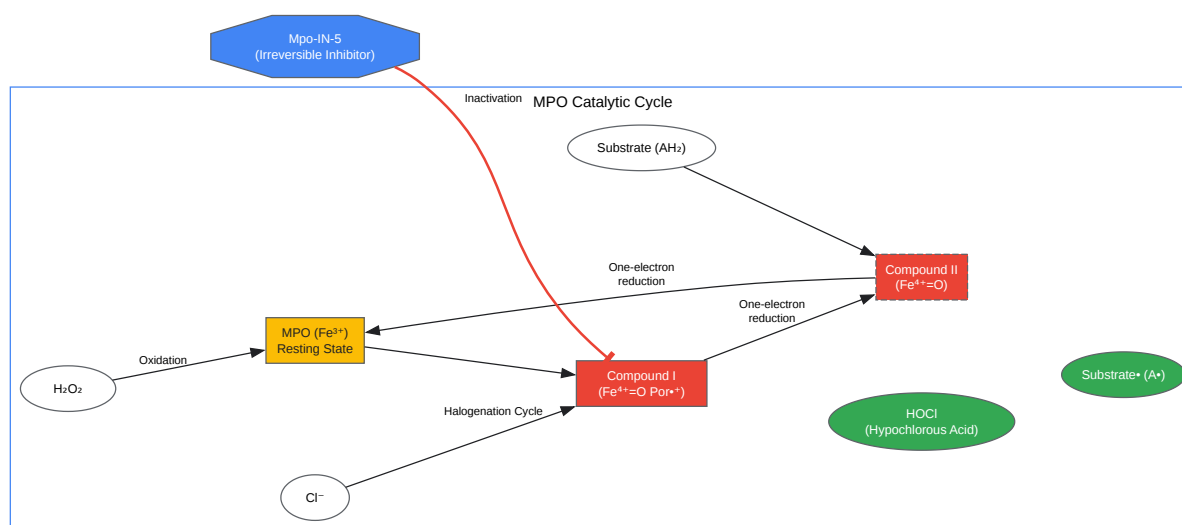 Mpo-IN-5
(Irreversible Inhibitor)
Inactivation
MPO Catalytic Cycle
Substrate (AH₂)
One-electron
reduction
Compound II
(Fe⁴⁺=O)
One-electron
reduction
MPO (Fe³⁺)
Resting State
Oxidation
H₂O₂
Compound I
(Fe⁴⁺=O Por•⁺)
Substrate• (A•)
Halogenation Cycle
HOCl
(Hypochlorous Acid)
Cl⁻